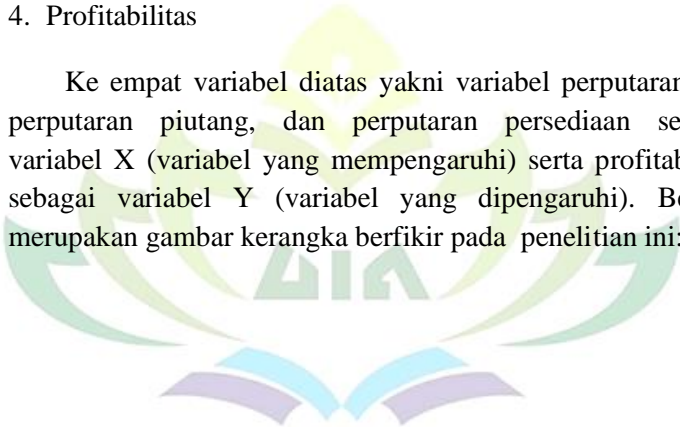 4. Profitabilitas
Ke empat variabel diatas yakni variabel perputaran
perputaran piutang, dan perputaran persediaan se
variabel X (variabel yang mempengaruhi) serta profitab
sebagai variabel Y (variabel yang dipengaruhi). Be
merupakan gambar kerangka berfikir pada penelitian ini: